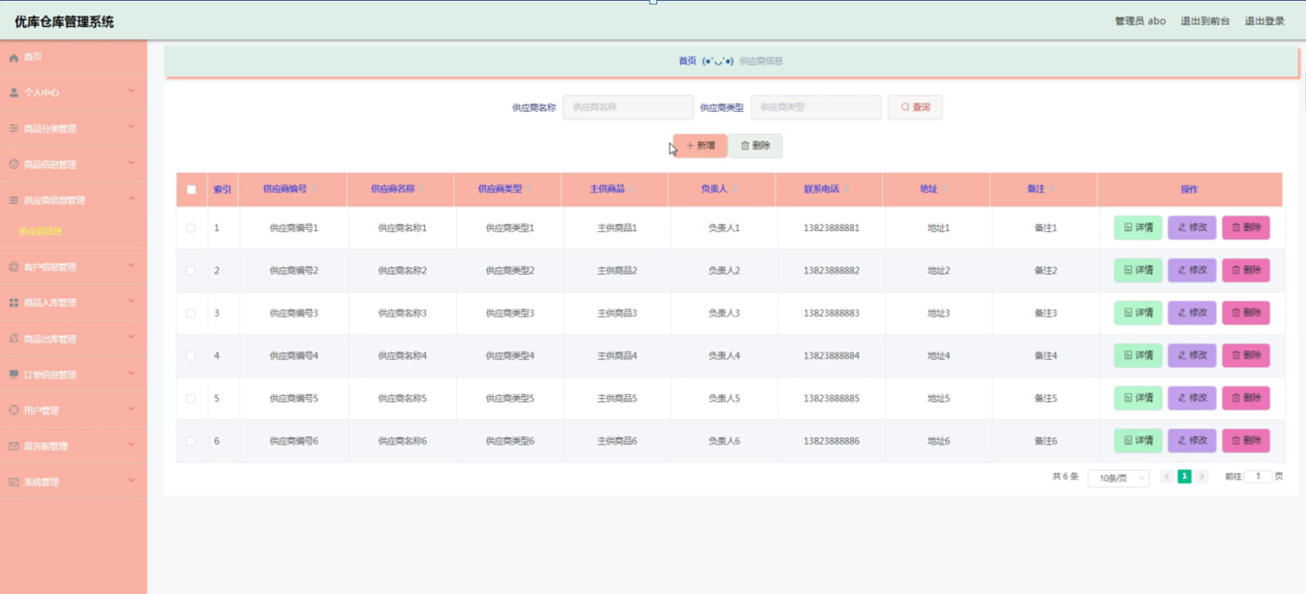 优库仓库管理系统
管理员 abo 退出到前台 退出登录
首页
个人中心
商品分类管理
商品信息管理
供应商信息管理
供应商信息
客户信息管理
商品入库管理
商品出库管理
订单信息管理
用户管理
留言板管理
系统管理
首页 (●'◡'●) 供应商信息
供应商名称 供应商名称 供应商类型 供应商类型 查询
+ 新增 删除
索引 供应商编号 供应商名称 供应商类型 主供商品 负责人 联系电话 地址 备注 操作
1 供应商编号1 供应商名称1 供应商类型1 主供商品1 负责人1 13823888881 地址1 备注1 详情 修改 删除
2 供应商编号2 供应商名称2 供应商类型2 主供商品2 负责人2 13823888882 地址2 备注2 详情 修改 删除
3 供应商编号3 供应商名称3 供应商类型3 主供商品3 负责人3 13823888883 地址3 备注3 详情 修改 删除
4 供应商编号4 供应商名称4 供应商类型4 主供商品4 负责人4 13823888884 地址4 备注4 详情 修改 删除
5 供应商编号5 供应商名称5 供应商类型5 主供商品5 负责人5 13823888885 地址5 备注5 详情 修改 删除
6 供应商编号6 供应商名称6 供应商类型6 主供商品6 负责人6 13823888886 地址6 备注6 详情 修改 删除
共 6 条 10条/页 < 1 > 前往 1 页